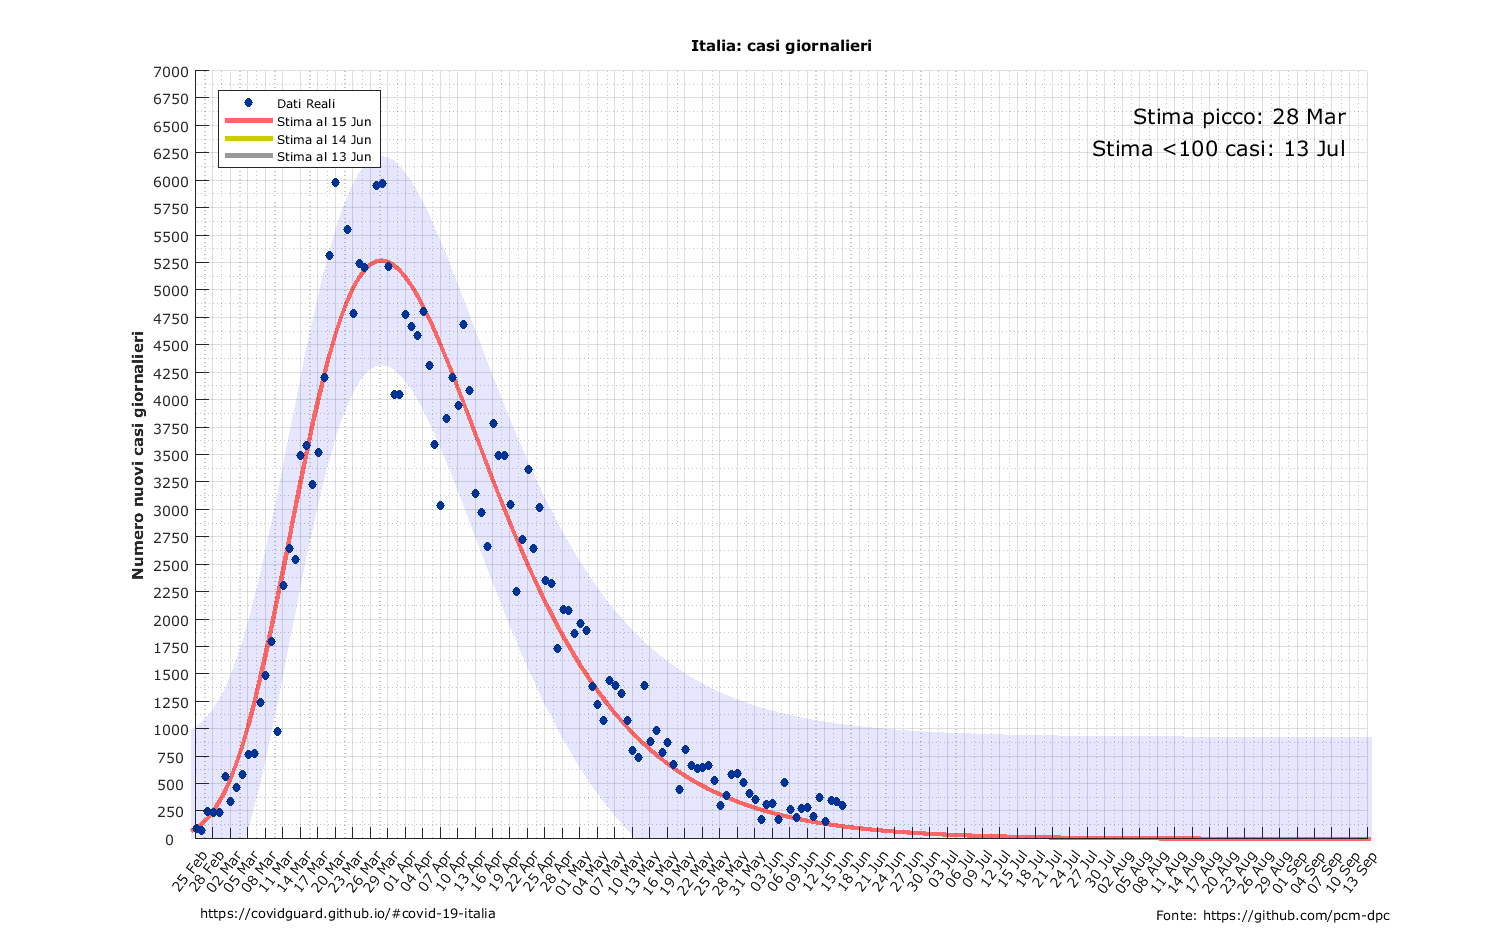 Italia: casi giornalieri
7000
6750
6500
6250
6000
5750
5500
5250
5000
4750
4500
4250
4000
3750
3500
3250
3000
2750
2500
2250
2000
1750
1500
1250
1000
750
500
250
0
Numero nuovi casi giornalieri
Dati Reali
Stima al 15 Jun
Stima al 14 Jun
Stima al 13 Jun
Stima picco: 28 Mar
Stima <100 casi: 13 Jul
25 Feb
28 Feb
02 Mar
05 Mar
08 Mar
11 Mar
14 Mar
17 Mar
20 Mar
23 Mar
26 Mar
29 Mar
01 Apr
04 Apr
07 Apr
10 Apr
13 Apr
16 Apr
19 Apr
22 Apr
25 Apr
28 Apr
01 May
04 May
07 May
10 May
13 May
16 May
19 May
22 May
25 May
28 May
31 May
03 Jun
06 Jun
09 Jun
12 Jun
15 Jun
18 Jun
21 Jun
24 Jun
27 Jun
30 Jun
03 Jul
06 Jul
09 Jul
12 Jul
15 Jul
18 Jul
21 Jul
24 Jul
27 Jul
30 Jul
02 Aug
05 Aug
08 Aug
11 Aug
14 Aug
17 Aug
20 Aug
23 Aug
26 Aug
29 Aug
01 Sep
04 Sep
07 Sep
10 Sep
13 Sep
https://covidguard.github.io/#covid-19-italia
Fonte: https://github.com/pcm-dpc